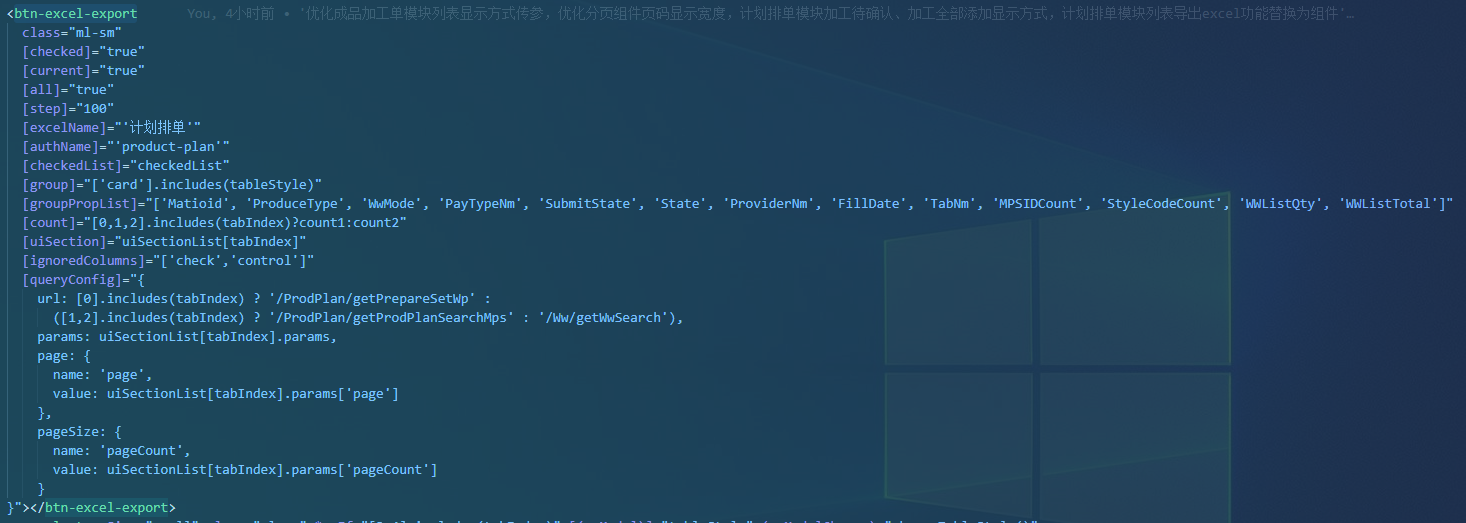 <btn-excel-export You, 4小时前 • '优化成品加工单模块列表显示方式传参，优化分页组件页码显示宽度，计划排单模块加工待确认、加工全部添加显示方式，计划排单模块列表导出excel功能替换为组件'…
class="ml-sm"
[checked]="true"
[current]="true"
[all]="true"
[step]="100"
[excelName]="'计划排单'"
[authName]="'product-plan'"
[checkedList]="checkedList"
[group]="['card'].includes(tableStyle)"
[groupPropList]="['Matioid', 'ProduceType', 'WwMode', 'PayTypeNm', 'SubmitState', 'State', 'ProviderNm', 'FillDate', 'TabNm', 'MPSIDCount', 'StyleCodeCount', 'WWListQty', 'WWListTotal']"
[count]="[0,1,2].includes(tabIndex)?count1:count2"
[uiSection]="uiSectionList[tabIndex]"
[ignoredColumns]="['check','control']"
[queryConfig]="{
url: [0].includes(tabIndex) ? '/ProdPlan/getPrepareSetWp' :
([1,2].includes(tabIndex) ? '/ProdPlan/getProdPlanSearchMps' : '/Ww/getWwSearch'),
params: uiSectionList[tabIndex].params,
page: {
name: 'page',
value: uiSectionList[tabIndex].params['page']
},
pageSize: {
name: 'pageCount',
value: uiSectionList[tabIndex].params['pageCount']
}
}"></btn-excel-export>